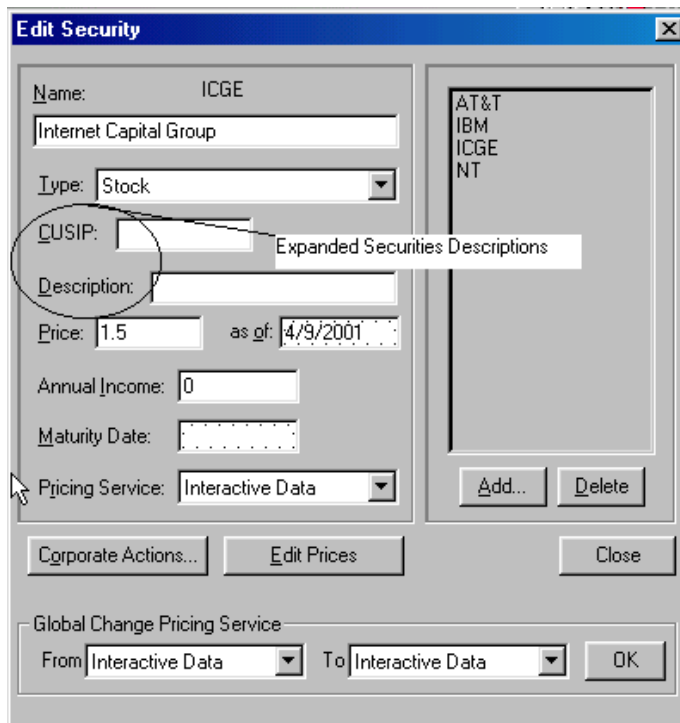 Edit Security
Name: ICGE
Internet Capital Group
Type: Stock
CUSIP:
Expanded Securities Descriptions
Description:
Price: 1.5 as of: 4/9/2001
Annual Income: 0
Maturity Date:
Pricing Service: Interactive Data
AT&T
IBM
ICGE
NT
Add... Delete
Corporate Actions... Edit Prices Close
Global Change Pricing Service
From Interactive Data To Interactive Data OK